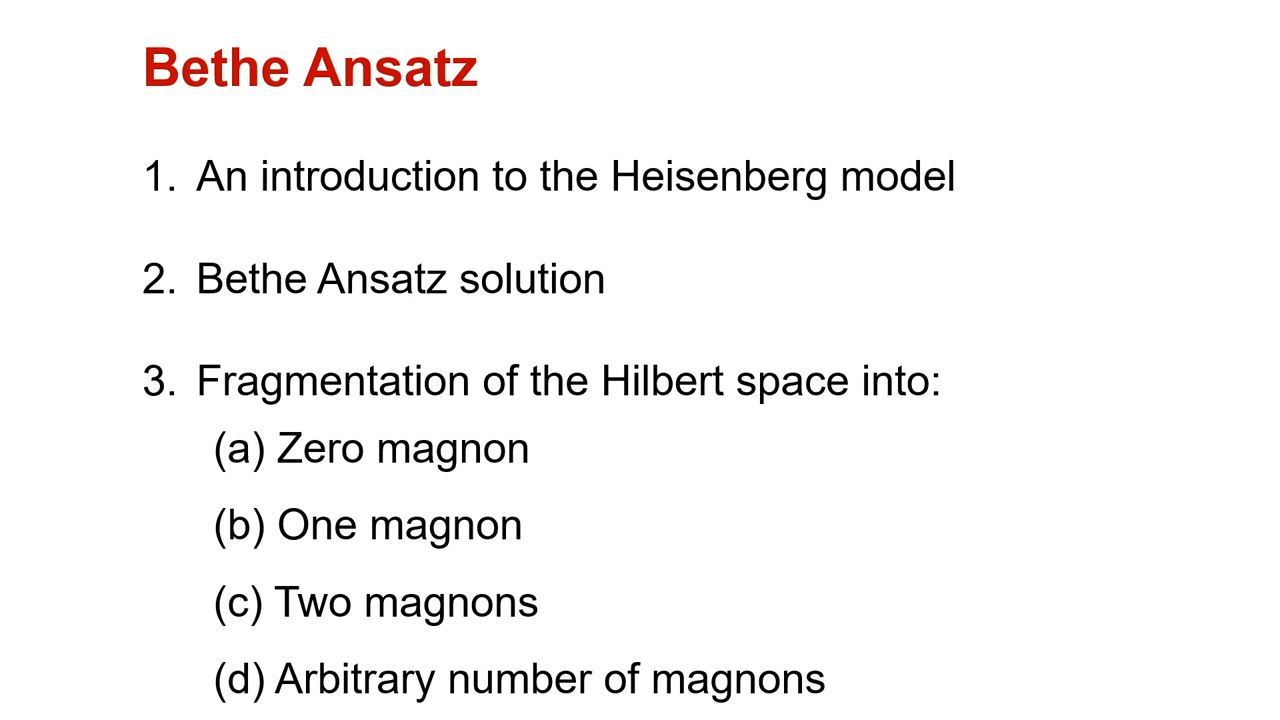 Bethe Ansatz
1. An introduction to the Heisenberg model
2. Bethe Ansatz solution
3. Fragmentation of the Hilbert space into:
(a) Zero magnon
(b) One magnon
(c) Two magnons
(d) Arbitrary number of magnons